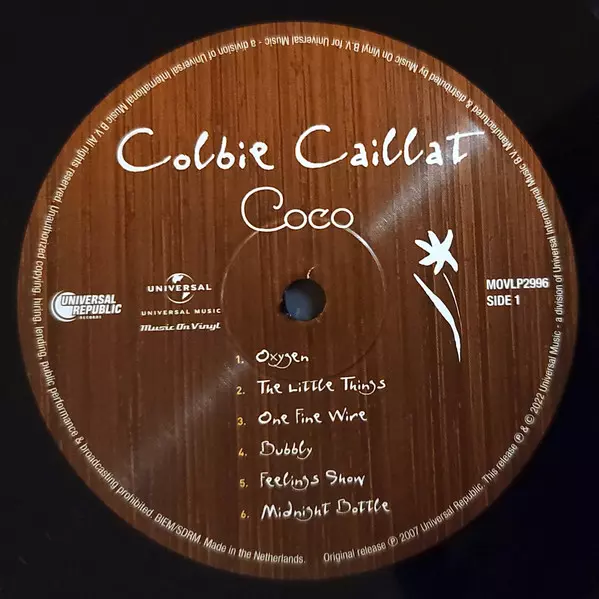 Colbie Caillat
Coco
UNIVERSAL
REPUBLIC
RECORDS
UNIVERSAL
UNIVERSAL MUSIC
Music On Vinyl
MOVLP2996
SIDE 1
1. Oxygen
2. The Little Things
3. One Fine Wire
4. Bubbly
5. Feelings Show
6. Midnight Bottle
Original release ℗ 2007 Universal Republic. This release ℗ & © 2022 Universal Music - a division of Universal International Music B.V. Manufactured & distributed by Music On Vinyl B.V. for Universal Music - a division of Universal International Music B.V. All rights reserved. Unauthorized copying, hiring, lending, public performance & broadcasting prohibited. BIEM/SDRM. Made in the Netherlands.